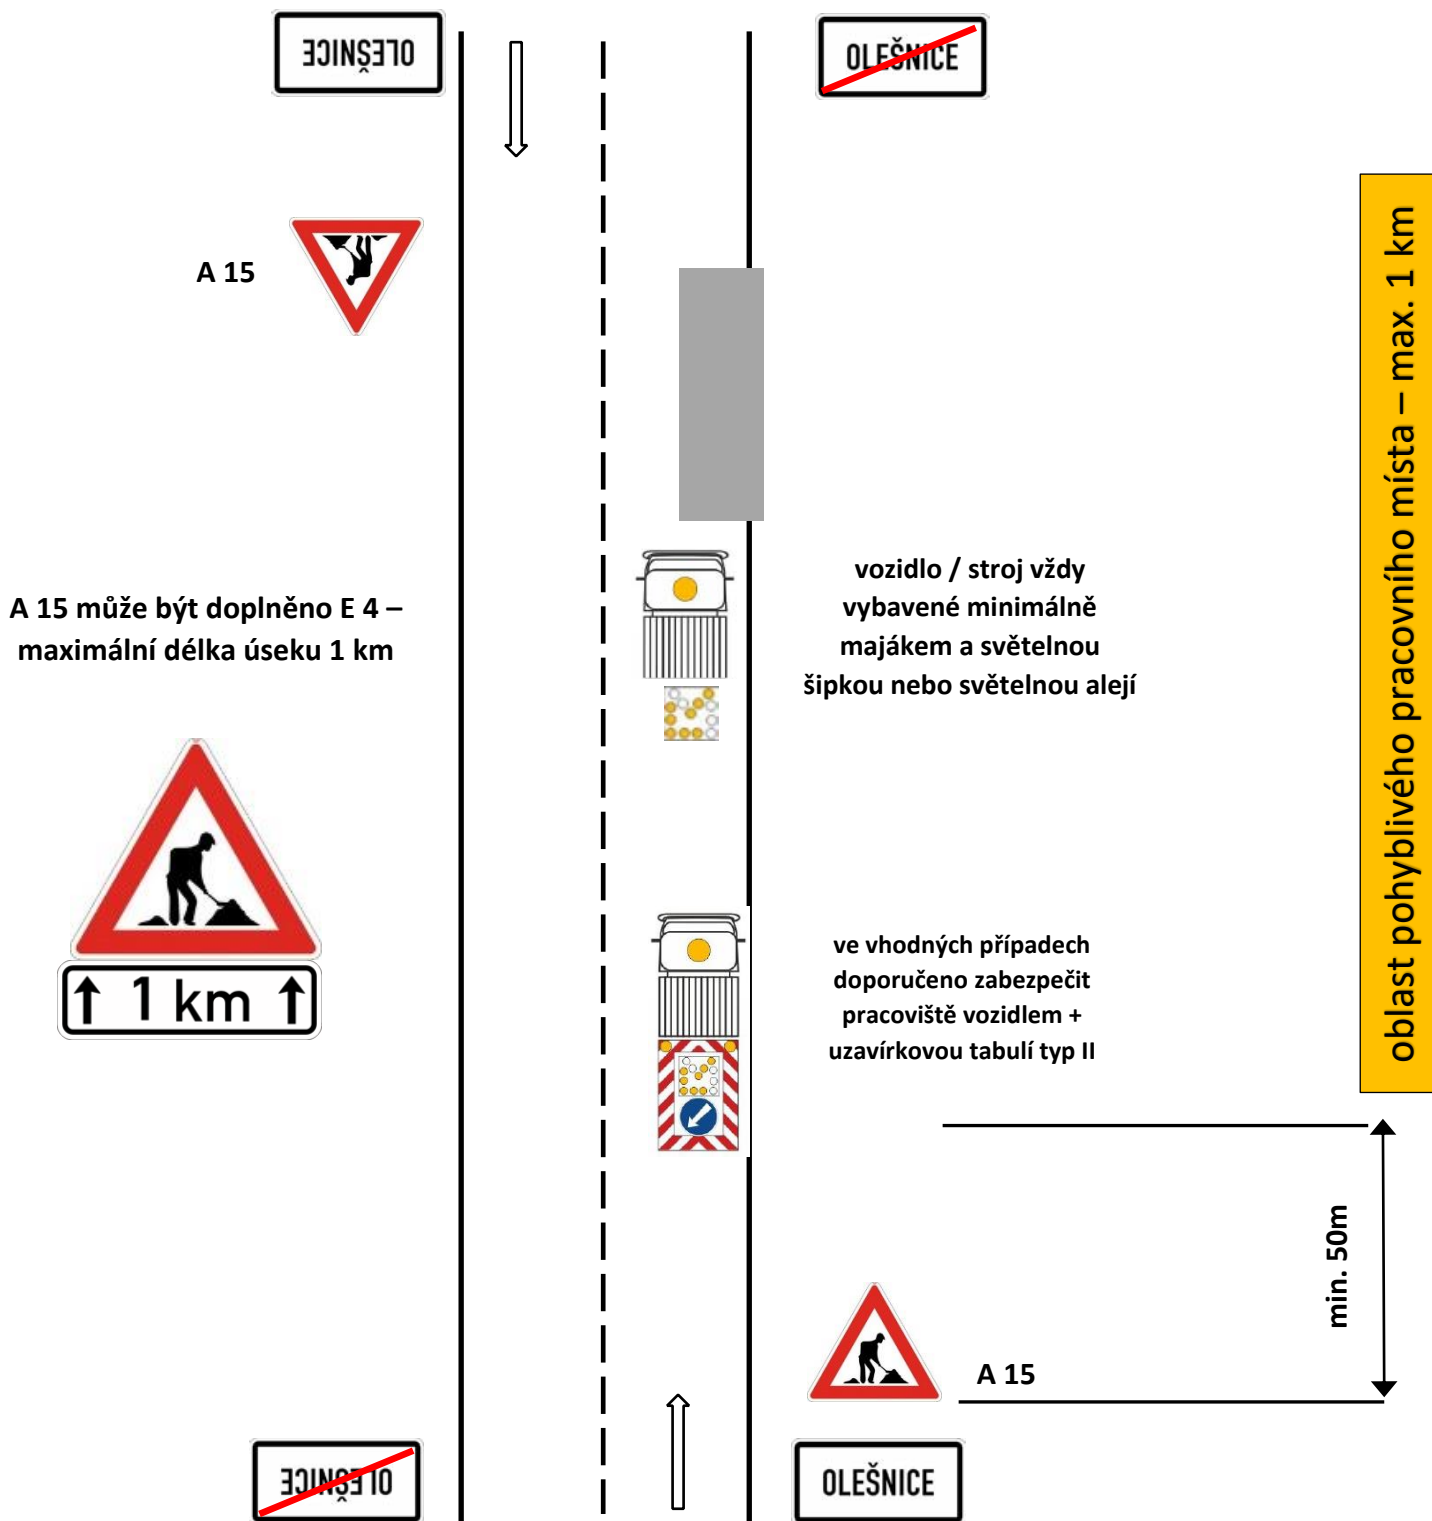 OLEŠNICE
OLEŠNICE
A 15
oblast pohyblivého pracovního místa – max. 1 km
A 15 může být doplněno E 4 –
maximální délka úseku 1 km
vozidlo / stroj vždy
vybavené minimálně
majákem a světelnou
šipkou nebo světelnou alejí
1 km
ve vhodných případech
doporučeno zabezpečit
pracoviště vozidlem +
uzavírkovou tabulí typ II
min. 50m
A 15
OLEŠNICE
OLEŠNICE